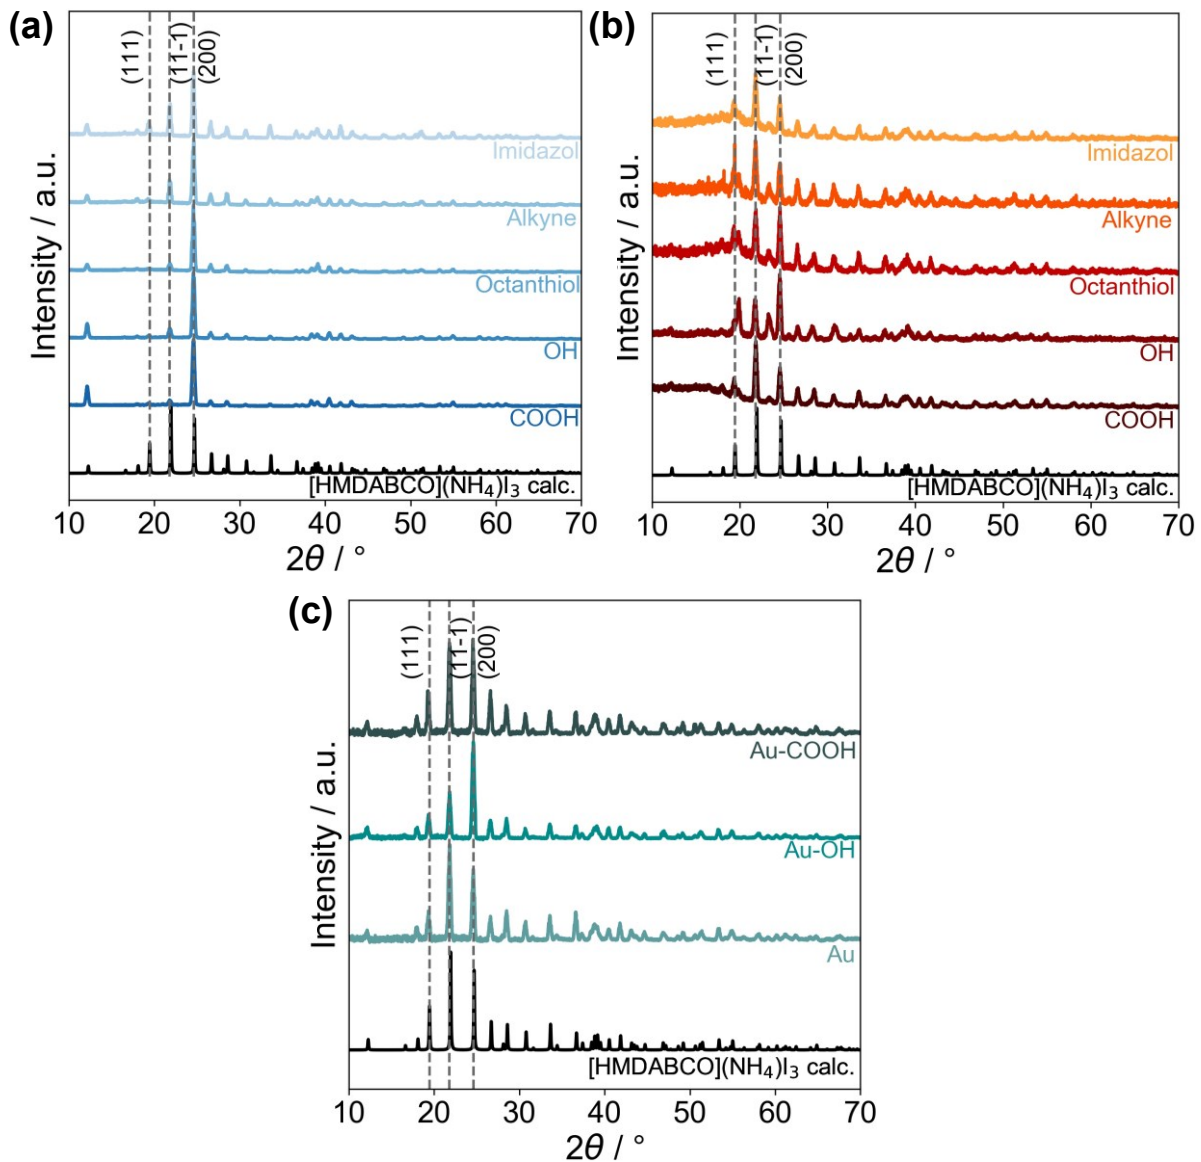 (a)
(111)
(11-1)
(200)
Imidazol
Alkyne
Octanthiol
OH
COOH
[HMDABCO](NH₄)I₃ calc.
Intensity / a.u.
10 20 30 40 50 60 70
2θ / °
(b)
(111)
(11-1)
(200)
Imidazol
Alkyne
Octanthiol
OH
COOH
[HMDABCO](NH₄)I₃ calc.
Intensity / a.u.
10 20 30 40 50 60 70
2θ / °
(c)
(111)
(11-1)
(200)
Au-COOH
Au-OH
Au
[HMDABCO](NH₄)I₃ calc.
Intensity / a.u.
10 20 30 40 50 60 70
2θ / °